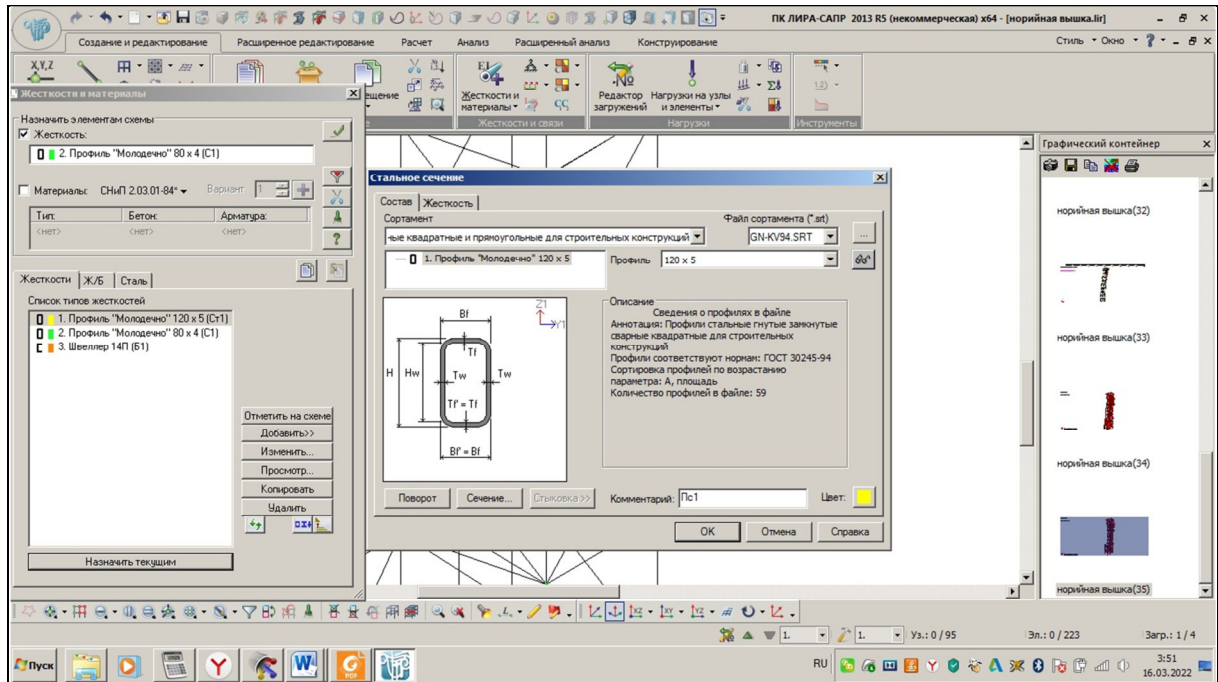 ПК ЛИРА-САПР 2013 R5 (некоммерческая) x64 - [норийная вышка.lir]
Создание и редактирование
Расширенное редактирование
Расчет
Анализ
Расширенный анализ
Конструирование
Стиль
Окно
X,Y,Z
ещение
Жесткости и материалы
Редактор загружений
Нагрузки на узлы и элементы
Жесткости и связи
Нагрузки
Инструменты
Жесткости и материалы
Назначить элементам схемы
Жесткость:
2. Профиль "Молодечно" 80 x 4 (С1)
Материалы:
СНиП 2.03.01-84*
Вариант
1
Тип:
Бетон:
Арматура:
<нет>
<нет>
<нет>
Жесткости
Ж/Б
Сталь
Список типов жесткостей
1. Профиль "Молодечно" 120 x 5 (Ст1)
2. Профиль "Молодечно" 80 x 4 (С1)
3. Швеллер 14П (Б1)
Отметить на схеме
Добавить>>
Изменить...
Просмотр...
Копировать
Удалить
Назначить текущим
Стальное сечение
Состав
Жесткость
Сортамент
Файл сортамента (*.srt)
-ные квадратные и прямоугольные для строительных конструкций
GN-KV94.SRT
...
1. Профиль "Молодечно" 120 x 5
Профиль
120 x 5
Z1
Y1
Bf
Tf
H
Hw
Tw
Tw
Tf' = Tf
Bf' = Bf
Описание
Сведения о профилях в файле
Аннотация: Профили стальные гнутые замкнутые
сварные квадратные для строительных
конструкций
Профили соответствуют нормам: ГОСТ 30245-94
Сортировка профилей по возрастанию
параметра: A, площадь
Количество профилей в файле: 59
Поворот
Сечение...
Стыковка >>
Комментарий:
Пс1
Цвет:
OK
Отмена
Справка
Графический контейнер
норийная вышка(32)
норийная вышка(33)
норийная вышка(34)
норийная вышка(35)
1.
1.
Уз.: 0 / 95
Эл.: 0 / 223
Загр.: 1 / 4
Пуск
RU
3:51
16.03.2022